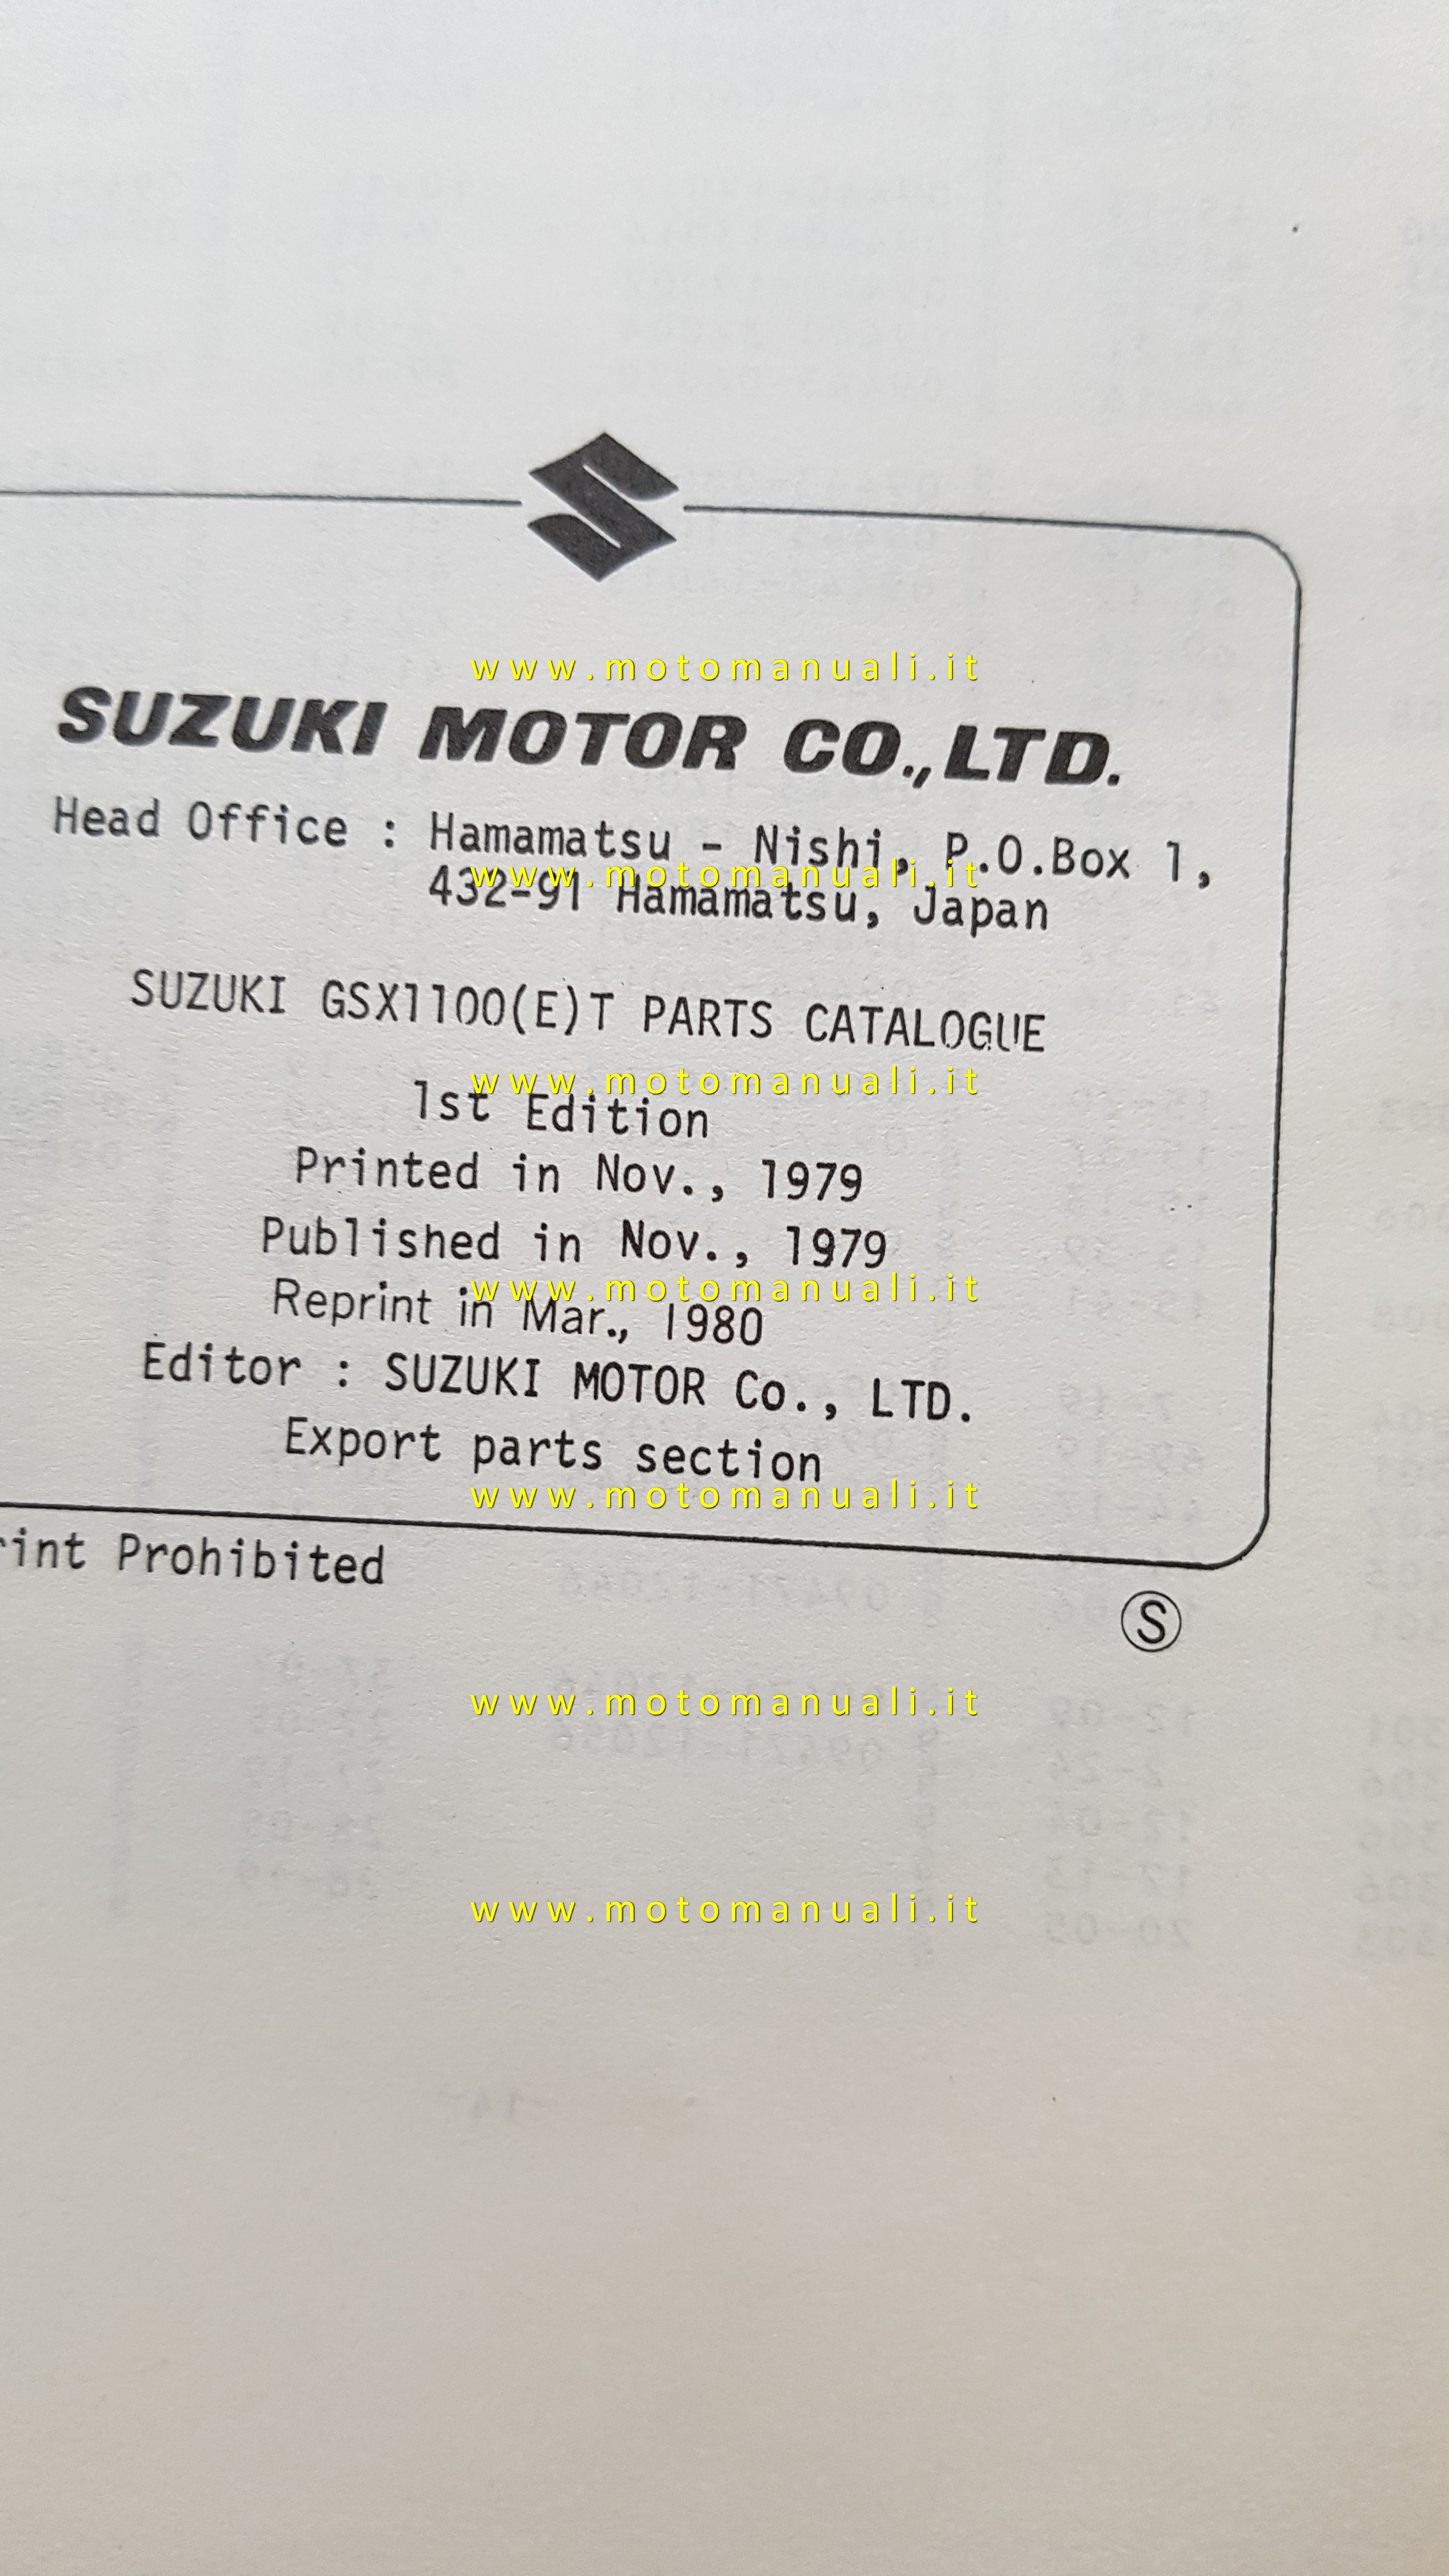 www.motomanuali.it
SUZUKI MOTOR CO.,LTD.
Head Office : Hamamatsu - Nishi, P.O.Box 1,
www.motomanuali.it
432-91 Hamamatsu, Japan
SUZUKI GSX1100(E)T PARTS CATALOGUE
www.motomanuali.it
1st Edition
Printed in Nov., 1979
Published in Nov., 1979
www.motomanuali.it
Reprint in Mar., 1980
Editor : SUZUKI MOTOR Co., LTD.
Export parts section
www.motomanuali.it
rint Prohibited
Ⓢ
www.motomanuali.it
www.motomanuali.it